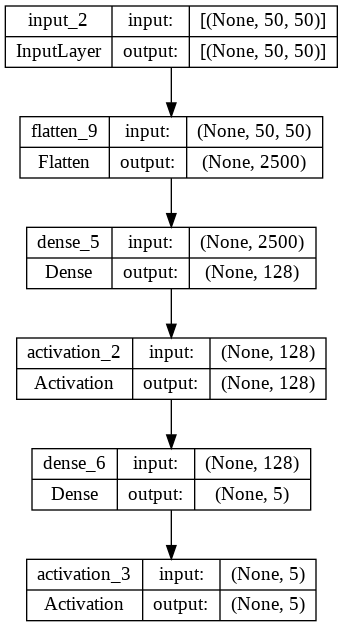 input_2 input: [(None, 50, 50)]
InputLayer output: [(None, 50, 50)]
flatten_9 input: (None, 50, 50)
Flatten output: (None, 2500)
dense_5 input: (None, 2500)
Dense output: (None, 128)
activation_2 input: (None, 128)
Activation output: (None, 128)
dense_6 input: (None, 128)
Dense output: (None, 5)
activation_3 input: (None, 5)
Activation output: (None, 5)